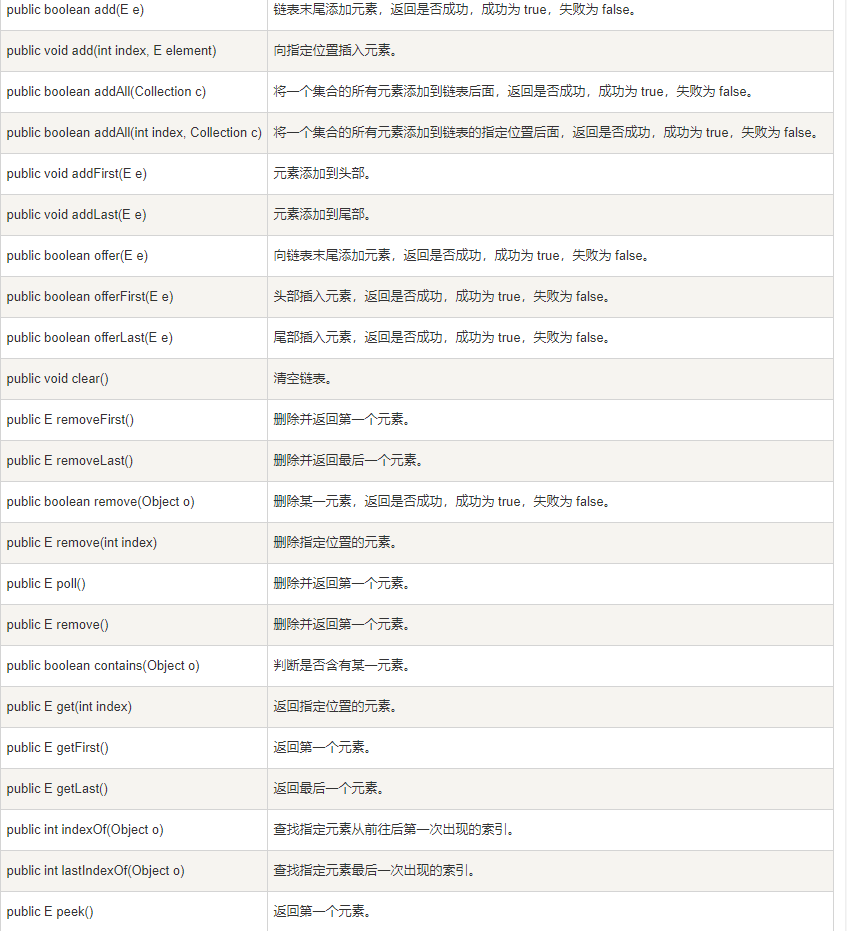 public boolean add(E e) 链表末尾添加元素，返回是否成功，成功为 true，失败为 false。
public void add(int index, E element) 向指定位置插入元素。
public boolean addAll(Collection c) 将一个集合的所有元素添加到链表后面，返回是否成功，成功为 true，失败为 false。
public boolean addAll(int index, Collection c) 将一个集合的所有元素添加到链表的指定位置后面，返回是否成功，成功为 true，失败为 false。
public void addFirst(E e) 元素添加到头部。
public void addLast(E e) 元素添加到尾部。
public boolean offer(E e) 向链表末尾添加元素，返回是否成功，成功为 true，失败为 false。
public boolean offerFirst(E e) 头部插入元素，返回是否成功，成功为 true，失败为 false。
public boolean offerLast(E e) 尾部插入元素，返回是否成功，成功为 true，失败为 false。
public void clear() 清空链表。
public E removeFirst() 删除并返回第一个元素。
public E removeLast() 删除并返回最后一个元素。
public boolean remove(Object o) 删除某一元素，返回是否成功，成功为 true，失败为 false。
public E remove(int index) 删除指定位置的元素。
public E poll() 删除并返回第一个元素。
public E remove() 删除并返回第一个元素。
public boolean contains(Object o) 判断是否含有某一元素。
public E get(int index) 返回指定位置的元素。
public E getFirst() 返回第一个元素。
public E getLast() 返回最后一个元素。
public int indexOf(Object o) 查找指定元素从前往后第一次出现的索引。
public int lastIndexOf(Object o) 查找指定元素最后一次出现的索引。
public E peek() 返回第一个元素。